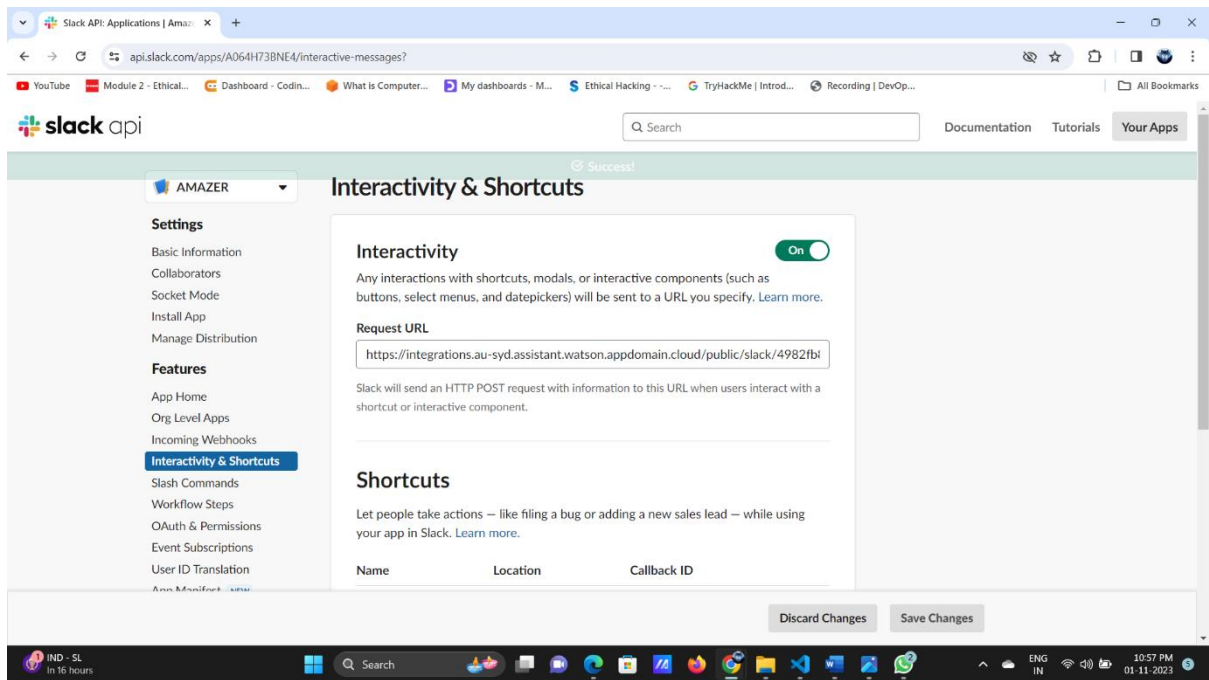 Slack API: Applications | Amaz
api.slack.com/apps/A064H73BNE4/interactive-messages?
YouTube Module 2 - Ethical... Dashboard - Codin... What is Computer... My dashboards - M... Ethical Hacking - -... TryHackMe | Introd... Recording | DevOp... All Bookmarks
slack api Search Documentation Tutorials Your Apps
Success!
AMAZER
Interactivity & Shortcuts
Settings
Basic Information
Collaborators
Socket Mode
Install App
Manage Distribution
Features
App Home
Org Level Apps
Incoming Webhooks
Interactivity & Shortcuts
Slash Commands
Workflow Steps
OAuth & Permissions
Event Subscriptions
User ID Translation
App Manifest NEW
Interactivity On
Any interactions with shortcuts, modals, or interactive components (such as
buttons, select menus, and datepickers) will be sent to a URL you specify. Learn more.
Request URL
https://integrations.au-syd.assistant.watson.appdomain.cloud/public/slack/4982fb8
Slack will send an HTTP POST request with information to this URL when users interact with a
shortcut or interactive component.
Shortcuts
Let people take actions — like filing a bug or adding a new sales lead — while using
your app in Slack. Learn more.
Name Location Callback ID
Discard Changes Save Changes
1
IND - SL
In 16 hours
Search
ENG
IN
10:57 PM
01-11-2023